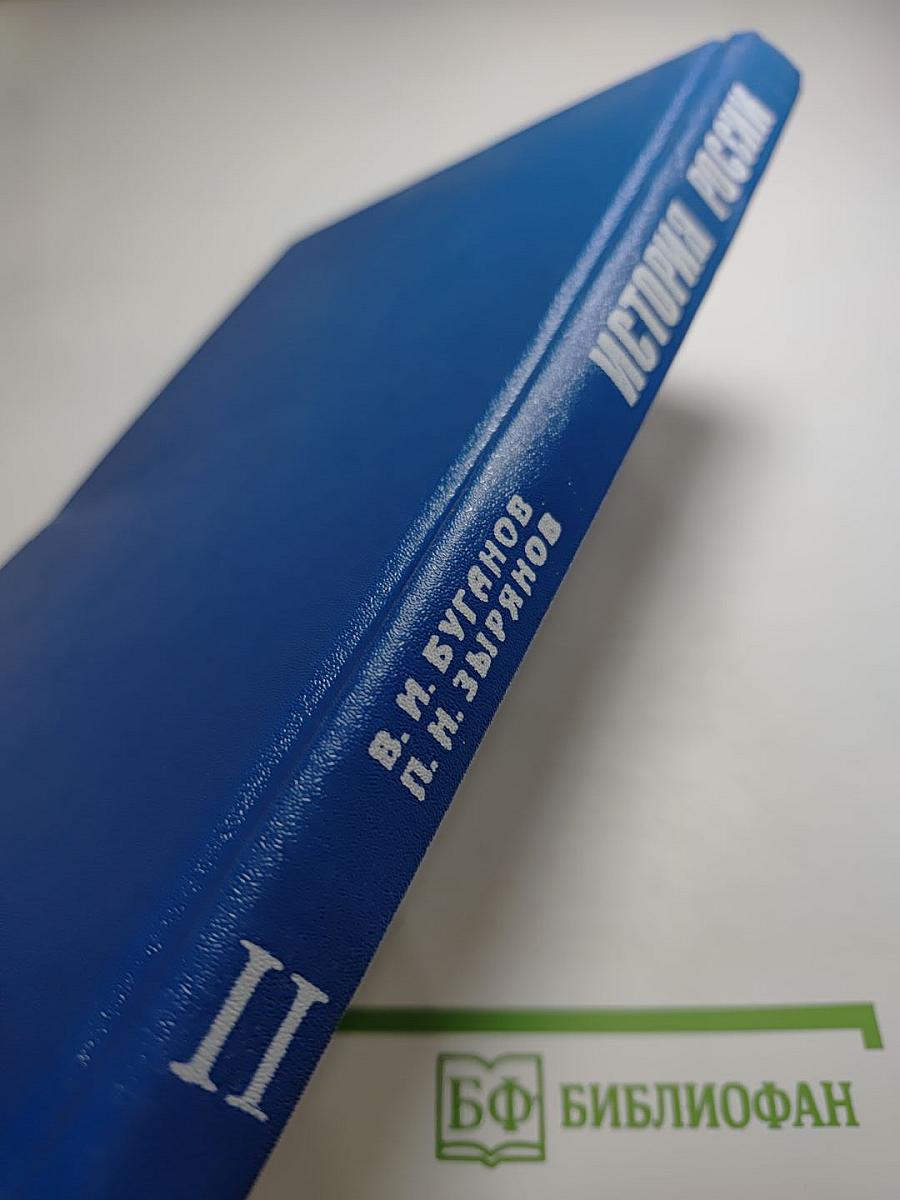 ИСТОРИЯ РОССИИ
В. И. БУГАНОВ
П. Н. ЗЫРЯНОВ
II
БФ БИБЛИОФАН